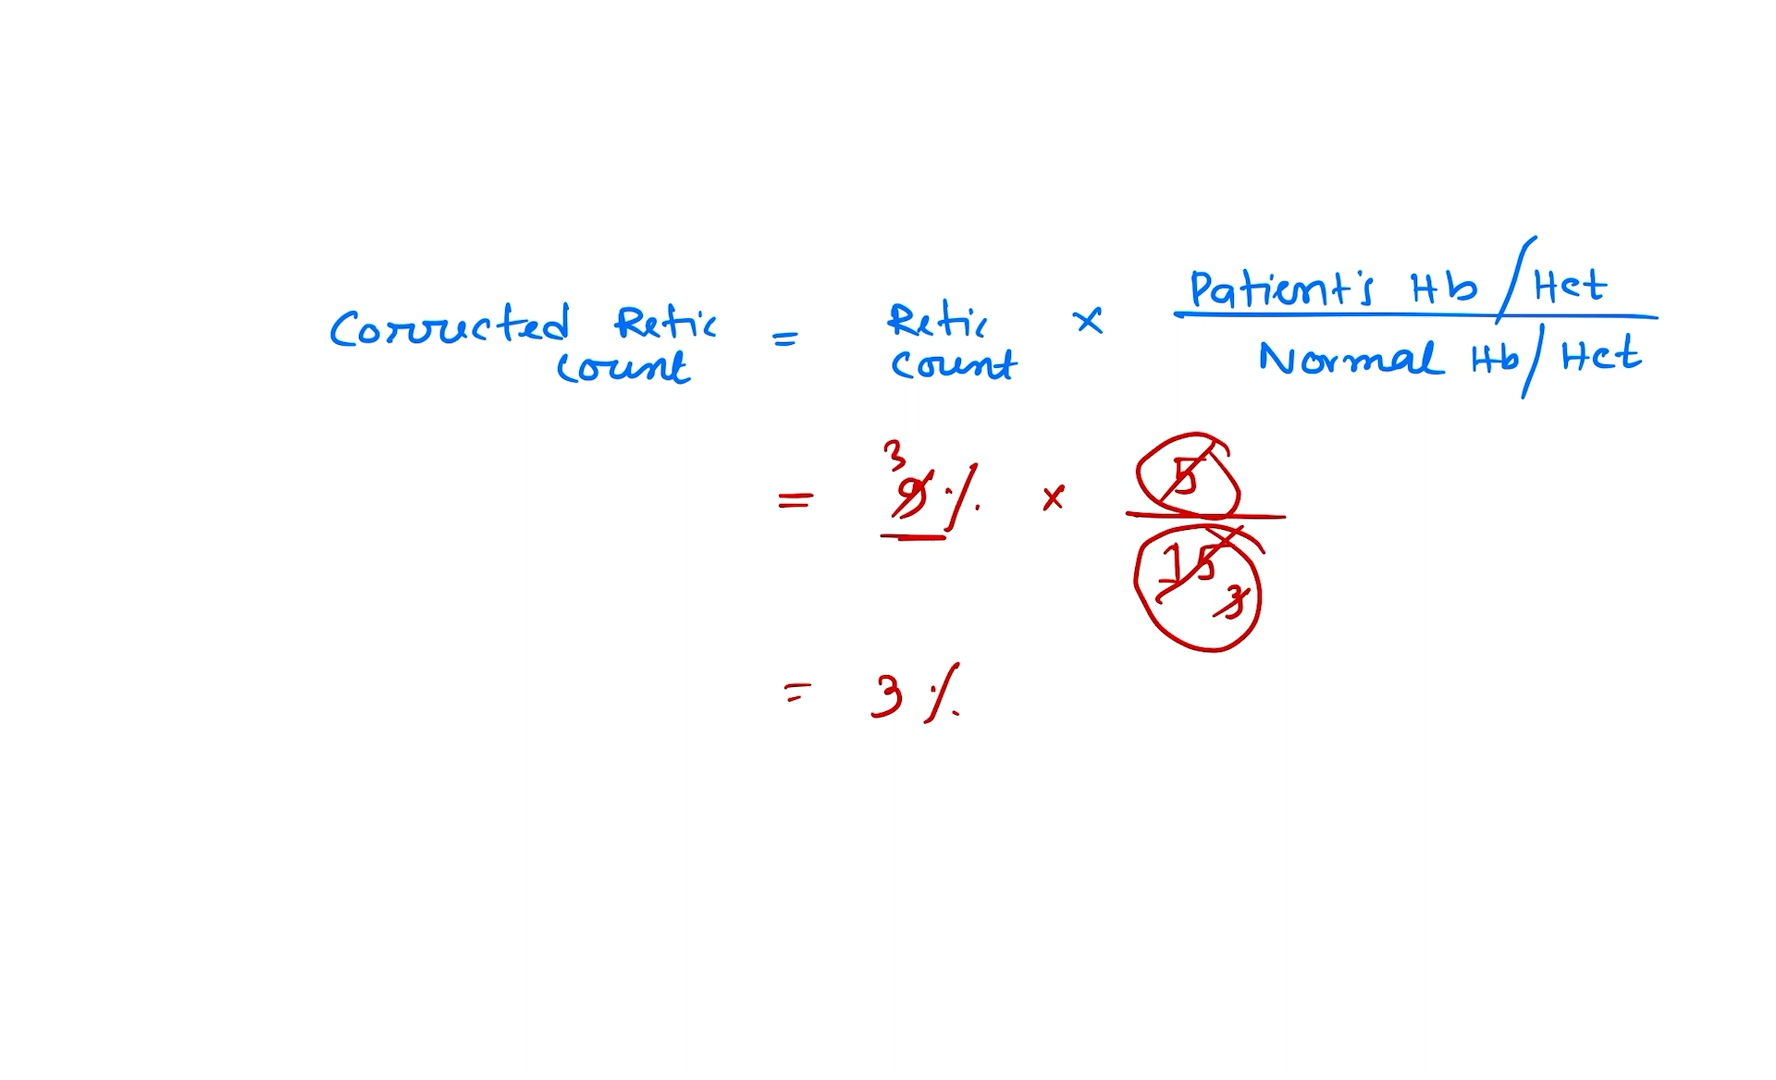 Corrected Retic count = Retic count × Patient's Hb/Hct / Normal Hb/Hct
= 9 3 % × 5 / 15 3
= 3 %